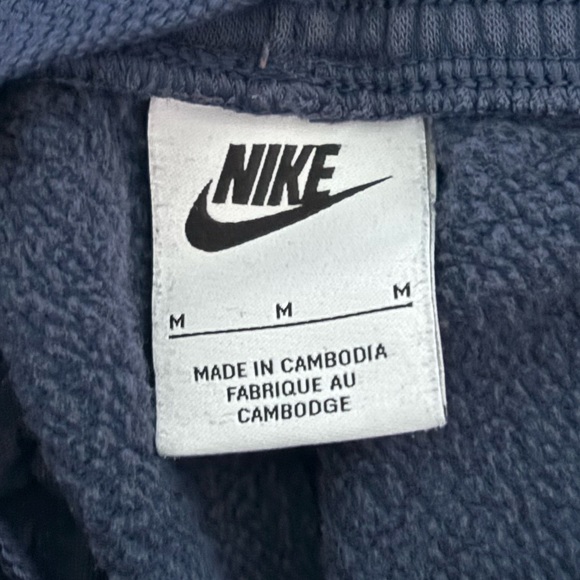 NIKE
M M M
MADE IN CAMBODIA
FABRIQUE AU
CAMBODGE